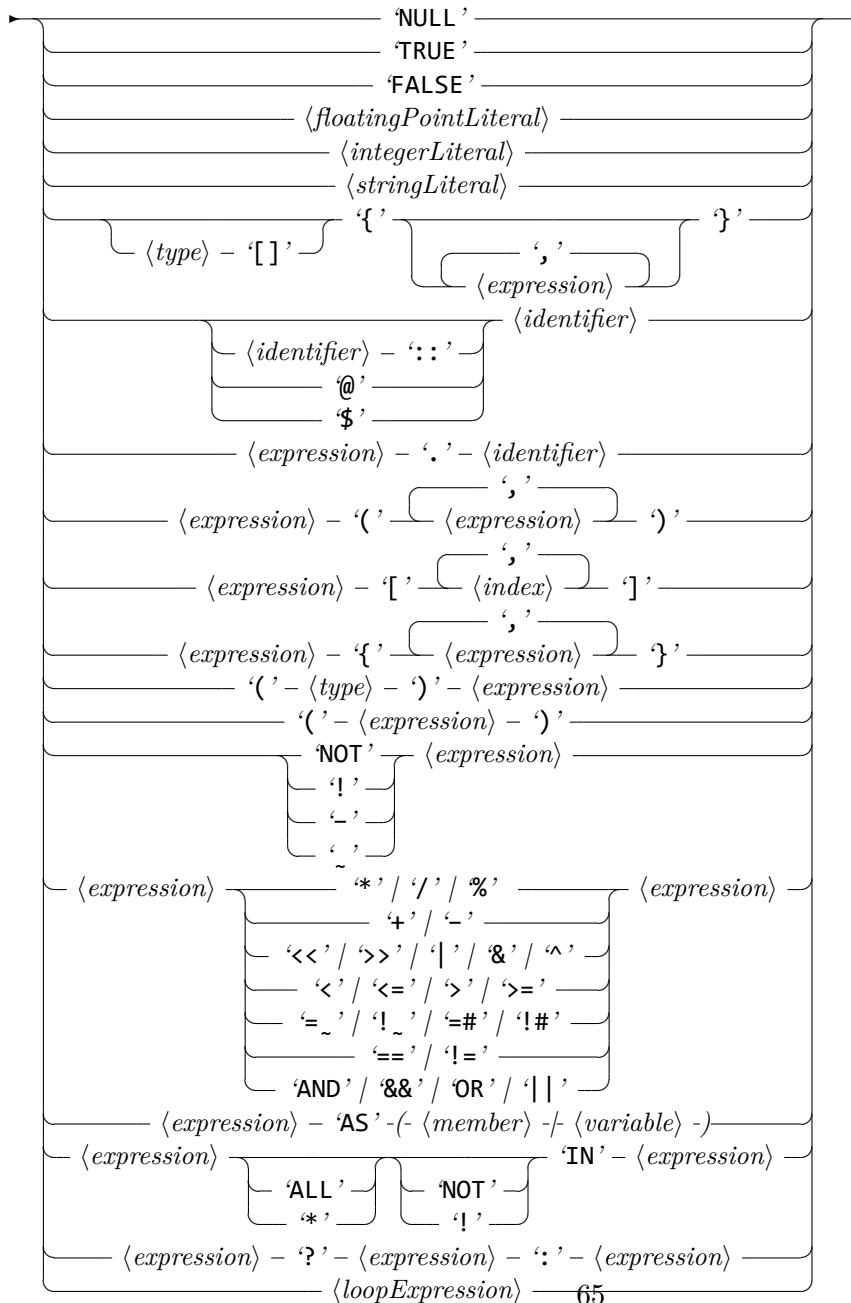 ‘NULL’
‘TRUE’
‘FALSE’
⟨floatingPointLiteral⟩
⟨integerLiteral⟩
⟨stringLiteral⟩
‘{’ ‘}’
⟨type⟩ – ‘[]’ ‘,’
⟨expression⟩
⟨identifier⟩
⟨identifier⟩ – ‘::’
‘@’
‘$’
⟨expression⟩ – ‘.’ – ⟨identifier⟩
‘,’
⟨expression⟩ – ‘(’ ⟨expression⟩ ‘)’
‘,’
⟨expression⟩ – ‘[’ ⟨index⟩ ‘]’
‘,’
⟨expression⟩ – ‘{’ ⟨expression⟩ ‘}’
‘(’ – ⟨type⟩ – ‘)’ – ⟨expression⟩
‘(’ – ⟨expression⟩ – ‘)’
‘NOT’ ⟨expression⟩
‘!’
‘-’
‘~’
⟨expression⟩ ‘*’ / ‘/’ / ‘%’ ⟨expression⟩
‘+’ / ‘-’
‘<<’ / ‘>>’ / ‘|’ / ‘&’ / ‘^’
‘<’ / ‘<=’ / ‘>’ / ‘>=’
‘=~’ / ‘!~’ / ‘=#’ / ‘!#’
‘==’ / ‘!=’
‘AND’ / ‘&&’ / ‘OR’ / ‘||’
⟨expression⟩ – ‘AS’ -(- ⟨member⟩ -/- ⟨variable⟩ -)
⟨expression⟩ ‘IN’ – ⟨expression⟩
‘ALL’ ‘NOT’
‘*’ ‘!’
⟨expression⟩ – ‘?’ – ⟨expression⟩ – ‘:’ – ⟨expression⟩
⟨loopExpression⟩
65